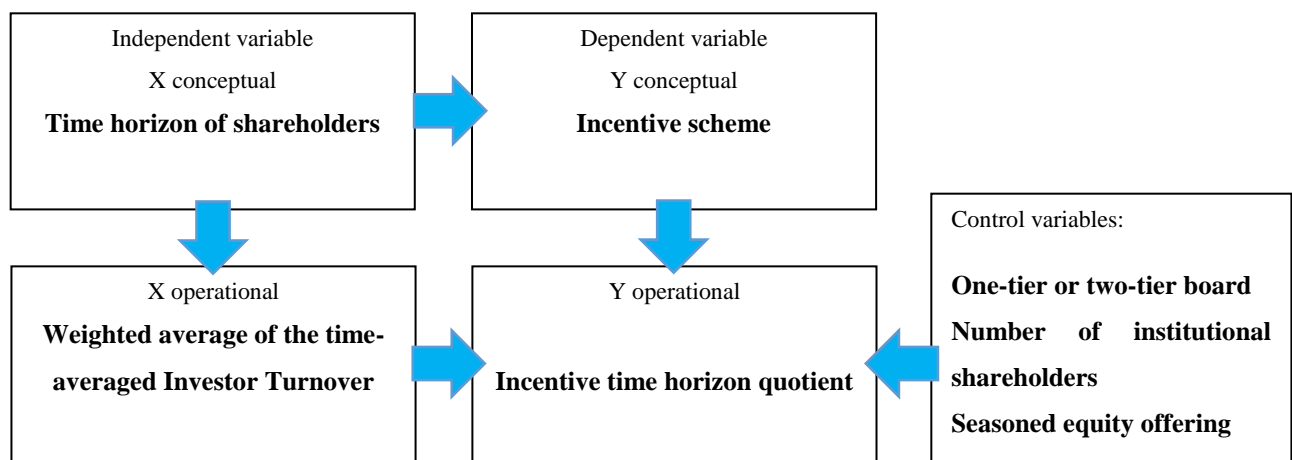 Independent variable
X conceptual
Time horizon of shareholders
Dependent variable
Y conceptual
Incentive scheme
X operational
Weighted average of the time-
averaged Investor Turnover
Y operational
Incentive time horizon quotient
Control variables:
One-tier or two-tier board
Number of institutional
shareholders
Seasoned equity offering